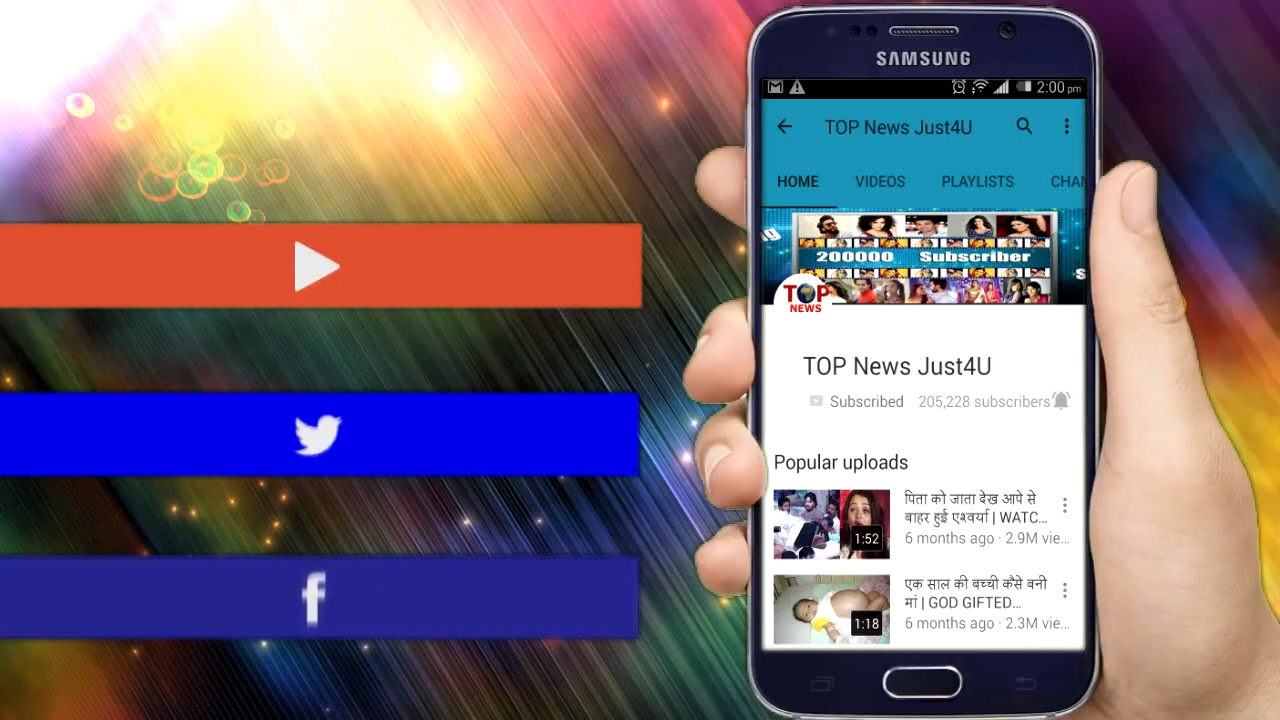 SAMSUNG
2:00 pm
TOP News Just4U
HOME VIDEOS PLAYLISTS CHAN
200000 Subscriber
TOP
NEWS
TOP News Just4U
Subscribed 205,228 subscribers
Popular uploads
पिता को जाता देख आपे से
बाहर हुई एश्वर्या | WATC...
6 months ago · 2.9M vie...
1:52
एक साल की बच्ची कैसे बनी
मां | GOD GIFTED...
6 months ago · 2.3M vie...
1:18